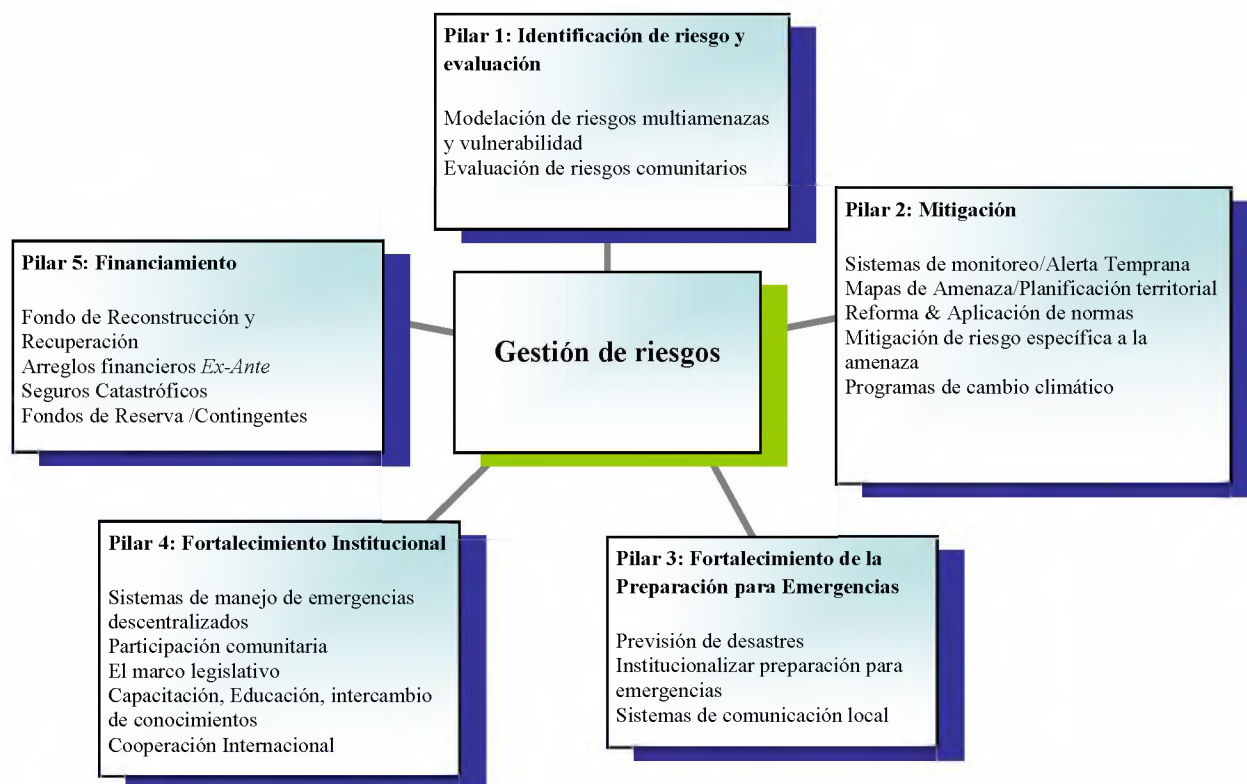 Pilar 1: Identificación de riesgo y
evaluación
Modelación de riesgos multiamenazas
y vulnerabilidad
Evaluación de riesgos comunitarios
Pilar 2: Mitigación
Sistemas de monitoreo/Alerta Temprana
Mapas de Amenaza/Planificación territorial
Reforma & Aplicación de normas
Mitigación de riesgo específica a la
amenaza
Programas de cambio climático
Pilar 5: Financiamiento
Fondo de Reconstrucción y
Recuperación
Arreglos financieros Ex-Ante
Seguros Catastróficos
Fondos de Reserva /Contingentes
Gestión de riesgos
Pilar 4: Fortalecimiento Institucional
Sistemas de manejo de emergencias
descentralizados
Participación comunitaria
El marco legislativo
Capacitación, Educación, intercambio
de conocimientos
Cooperación Internacional
Pilar 3: Fortalecimiento de la
Preparación para Emergencias
Previsión de desastres
Institucionalizar preparación para
emergencias
Sistemas de comunicación local